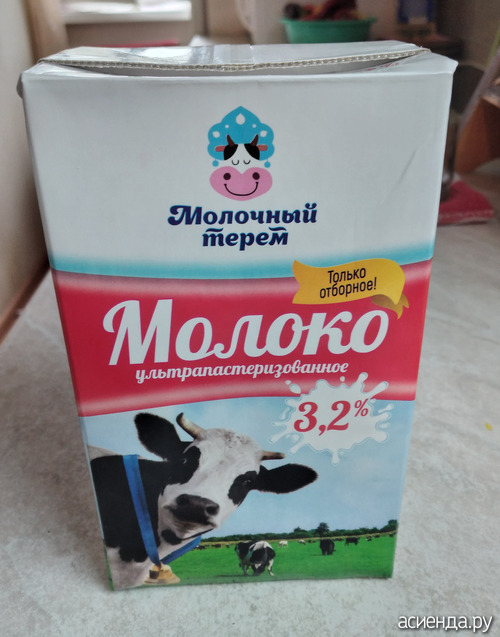 Молочный
терем
Только
отборное!
Молоко
ультрапастеризованное
3,2%
асиенда.ру